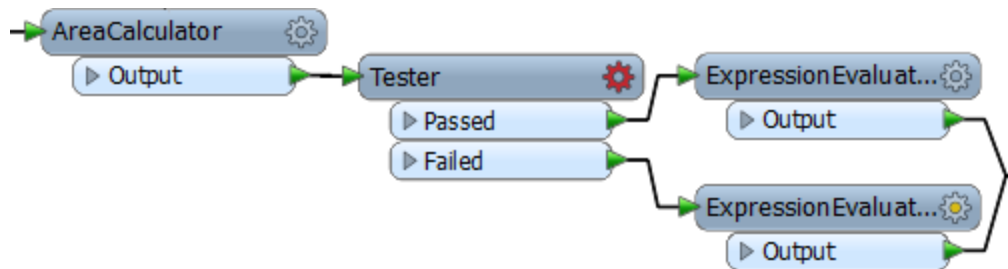 AreaCalculator
Output
Tester
Passed
Failed
ExpressionEvaluat...
Output
ExpressionEvaluat...
Output